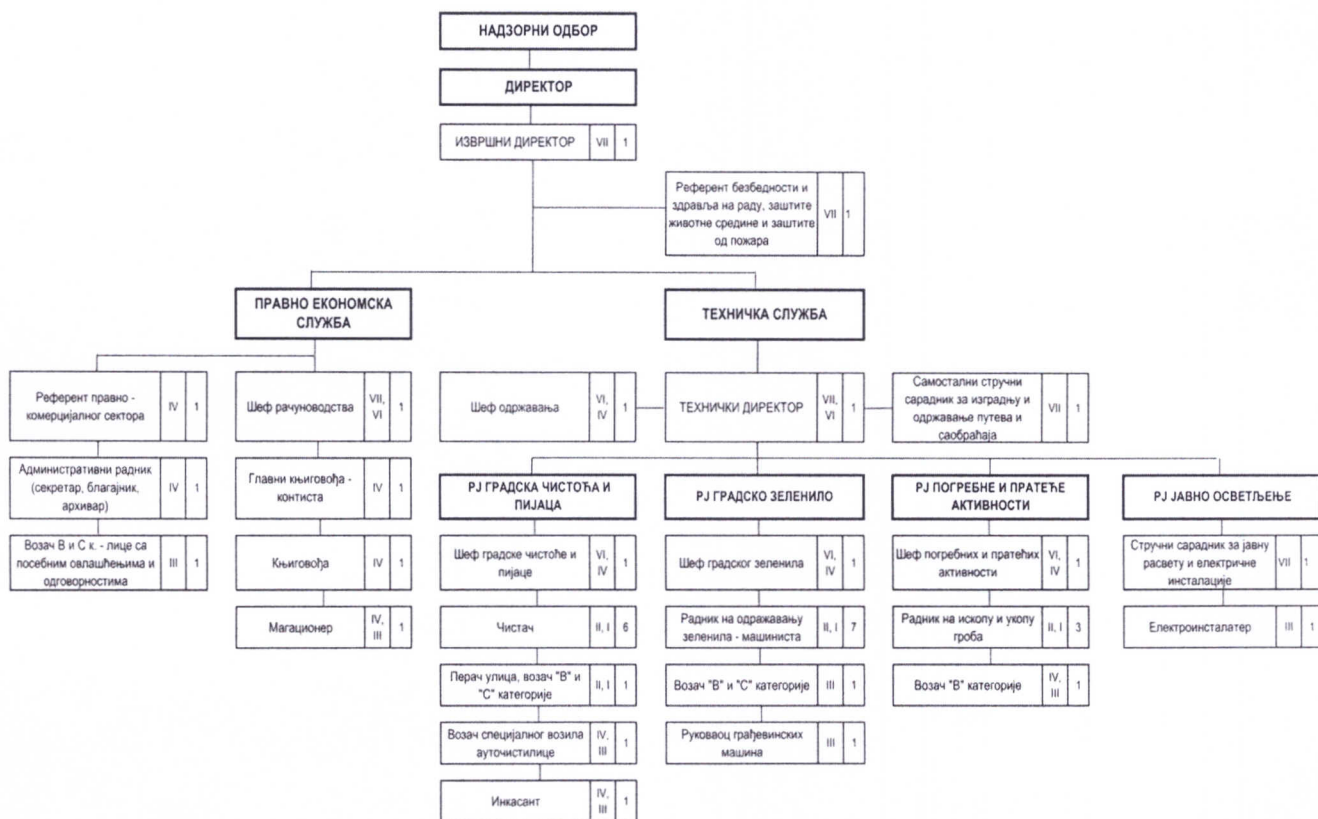 НАДЗОРНИ ОДБОР
ДИРЕКТОР
ИЗВРШНИ ДИРЕКТОР VII 1
Референт безбедности и
здравља на раду, заштите
животне средине и заштите
од пожара
VII 1
ПРАВНО ЕКОНОМСКА
СЛУЖБА
ТЕХНИЧКА СЛУЖБА
Референт правно -
комерцијалног сектора
IV 1
Шеф рачуноводства
VII,
VI
1
Шеф одржавања
VI,
IV
1
ТЕХНИЧКИ ДИРЕКТОР
VII,
VI
1
Самостални стручни
сарадник за изградњу и
одржавање путева и
саобраћаја
VII 1
Административни радник
(секретар, благајник,
архивар)
IV 1
Главни књиговођа -
контиста
IV 1
РЈ ГРАДСКА ЧИСТОЋА И
ПИЈАЦА
РЈ ГРАДСКО ЗЕЛЕНИЛО
РЈ ПОГРЕБНЕ И ПРАТЕЋЕ
АКТИВНОСТИ
РЈ ЈАВНО ОСВЕТЉЕЊЕ
Возач В и С к. - лице са
посебним овлашћењима и
одговорностима
III 1
Књиговођа IV 1
Шеф градске чистоће и
пијаце
VI,
IV
1
Шеф градског зеленила
VI,
IV
1
Шеф погребних и пратећих
активности
VI,
IV
1
Стручни сарадник за јавну
расвету и електричне
инсталације
VII 1
Магационер
IV,
III
1
Чистач II, I 6
Радник на одражавању
зеленила - машиниста
II, I 7
Радник на ископу и укопу
гроба
II, I 3
Електроинсталатер III 1
Перач улица, возач "В" и
"С" категорије
II, I 1
Возач "В" и "С" категорије III 1
Возач "В" категорије
IV,
III
1
Возач специјалног возила
ауточистилице
IV,
III
1
Руковаоц грађевинских
машина
III 1
Инкасант
IV,
III
1